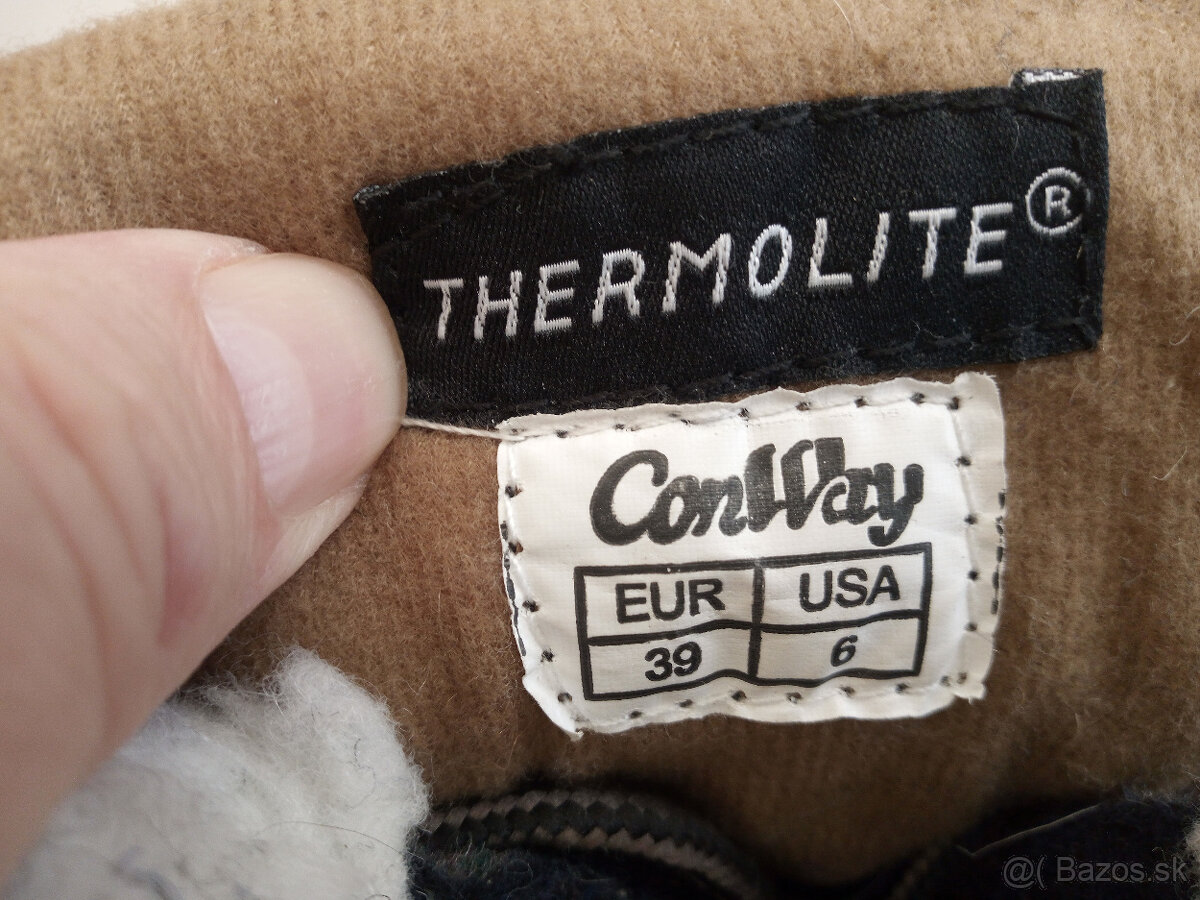 THERMOLITE®
ConWay
EUR USA
39 6
@( Bazos.sk